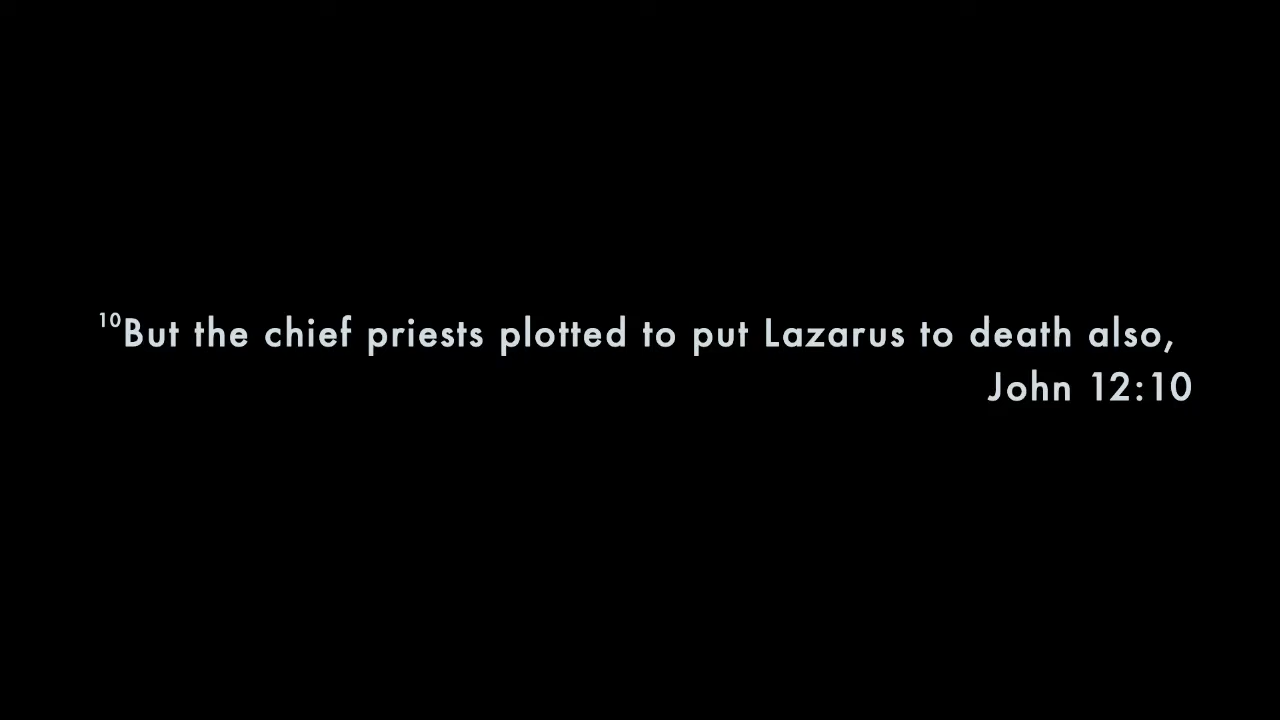 10But the chief priests plotted to put Lazarus to death also,
John 12:10